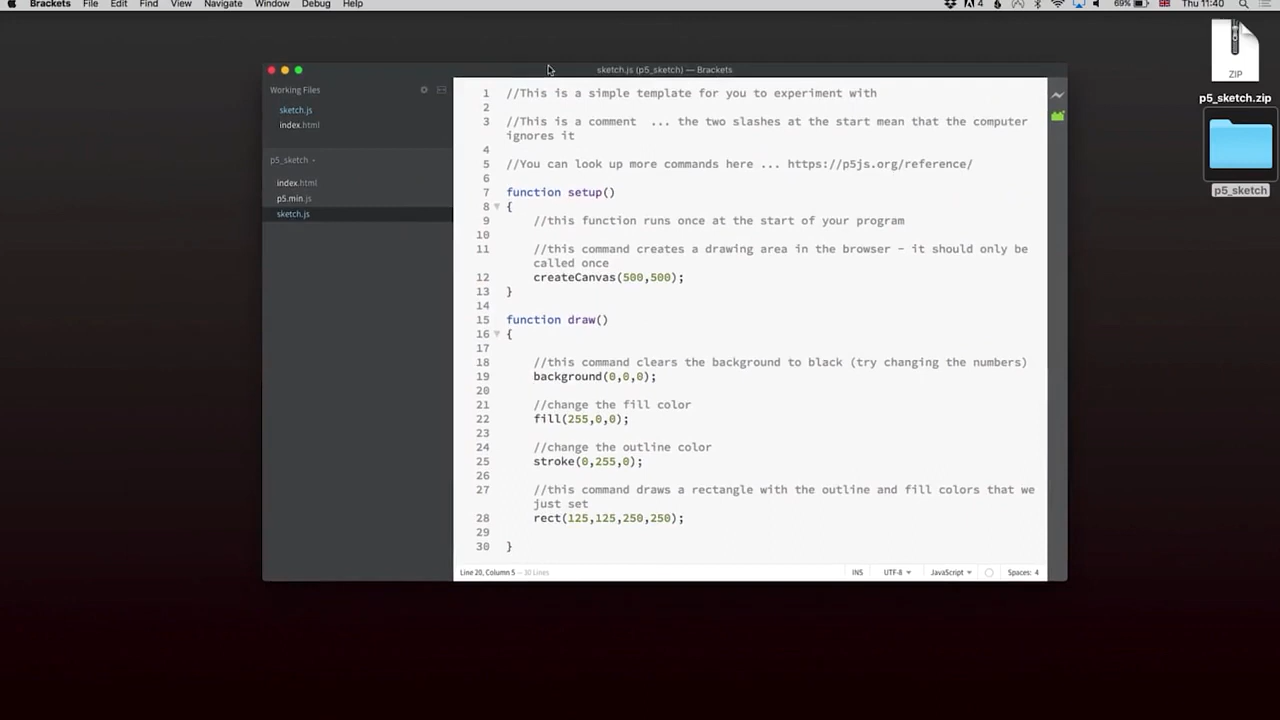 Brackets File Edit View Navigate Window Debug Help
4 69% Thu 11:40
ZIP
p5_sketch.zip
p5_sketch
sketch.js (p5_sketch) — Brackets
Working Files
sketch.js
index.html
p5_sketch
index.html
p5.min.js
sketch.js
1 //This is a simple template for you to experiment with
2
3 //This is a comment ... the two slashes at the start mean that the computer
ignores it
4
5 //You can look up more commands here ... https://p5js.org/reference/
6
7 function setup()
8 {
9 //this function runs once at the start of your program
10
11 //this command creates a drawing area in the browser - it should only be
called once
12 createCanvas(500,500);
13 }
14
15 function draw()
16 {
17
18 //this command clears the background to black (try changing the numbers)
19 background(0,0,0);
20
21 //change the fill color
22 fill(255,0,0);
23
24 //change the outline color
25 stroke(0,255,0);
26
27 //this command draws a rectangle with the outline and fill colors that we
just set
28 rect(125,125,250,250);
29
30 }
Line 20, Column 5 — 30 Lines
INS UTF-8 JavaScript Spaces: 4